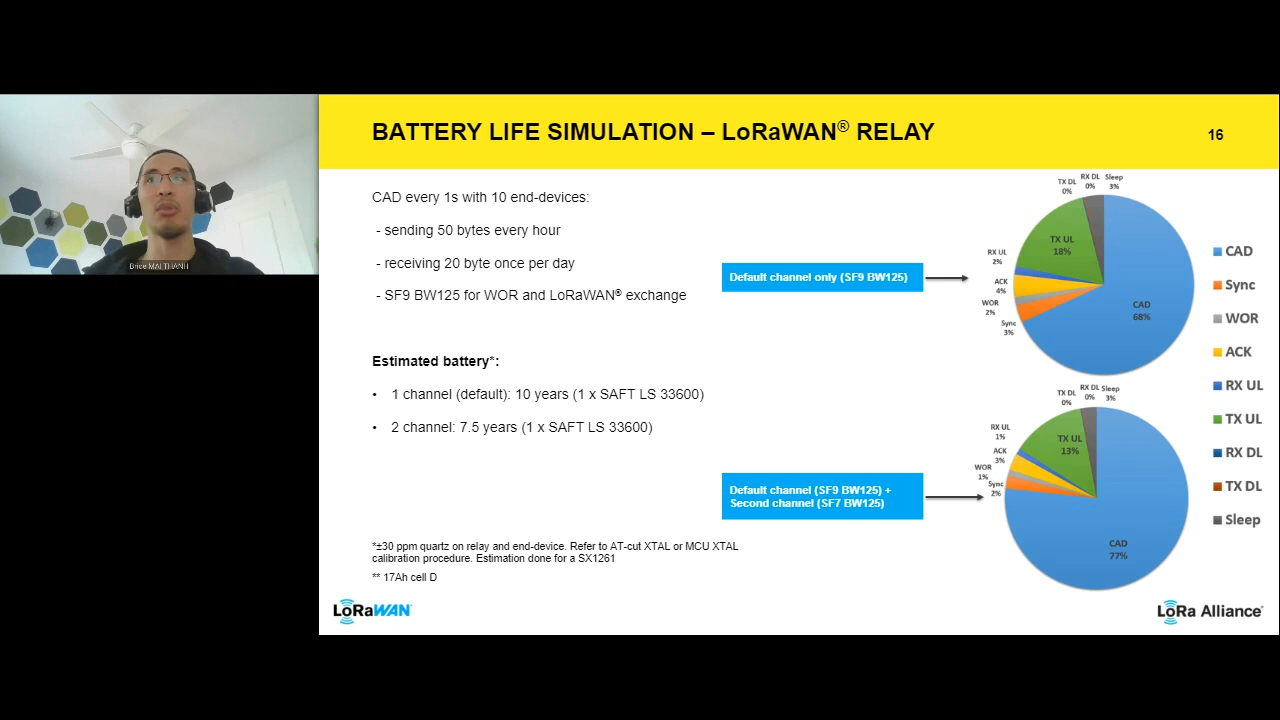 BATTERY LIFE SIMULATION – LoRaWAN® RELAY
16
Brice MAI THANH
CAD every 1s with 10 end-devices:
- sending 50 bytes every hour
- receiving 20 byte once per day
- SF9 BW125 for WOR and LoRaWAN® exchange
Estimated battery*:
• 1 channel (default): 10 years (1 x SAFT LS 33600)
• 2 channel: 7.5 years (1 x SAFT LS 33600)
Default channel only (SF9 BW125)
Default channel (SF9 BW125) +
Second channel (SF7 BW125)
*±30 ppm quartz on relay and end-device. Refer to AT-cut XTAL or MCU XTAL
calibration procedure. Estimation done for a SX1261
** 17Ah cell D
TX DL
0%
RX DL
0%
Sleep
3%
TX UL
18%
RX UL
2%
ACK
4%
WOR
2%
Sync
3%
CAD
68%
TX DL
0%
RX DL
0%
Sleep
3%
TX UL
13%
RX UL
1%
ACK
3%
WOR
1%
Sync
2%
CAD
77%
CAD
Sync
WOR
ACK
RX UL
TX UL
RX DL
TX DL
Sleep
LoRaWAN
LoRa Alliance